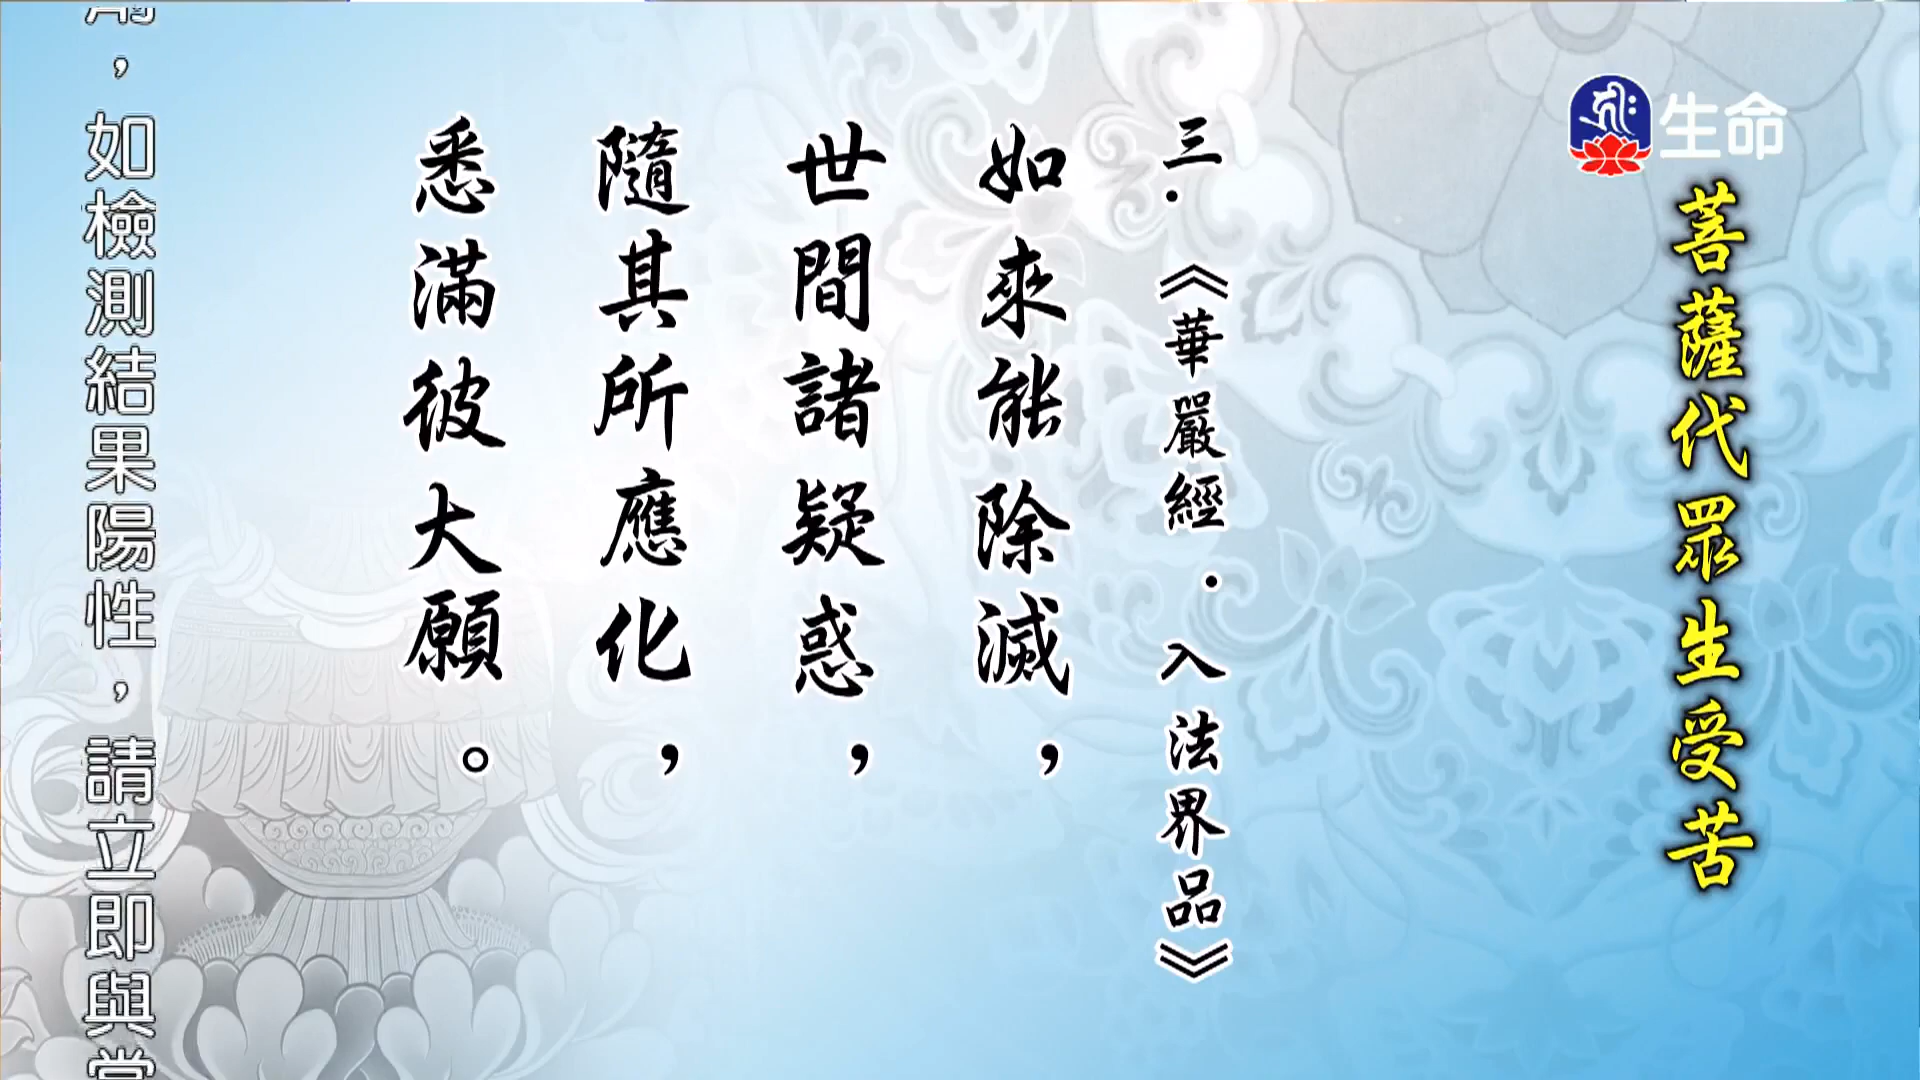 生命
菩薩代眾生受苦
三.《華嚴經．入法界品》
如來能除滅，
世間諸疑惑，
隨其所應化，
悉滿彼大願。
，如檢測結果陽性，請立即與當